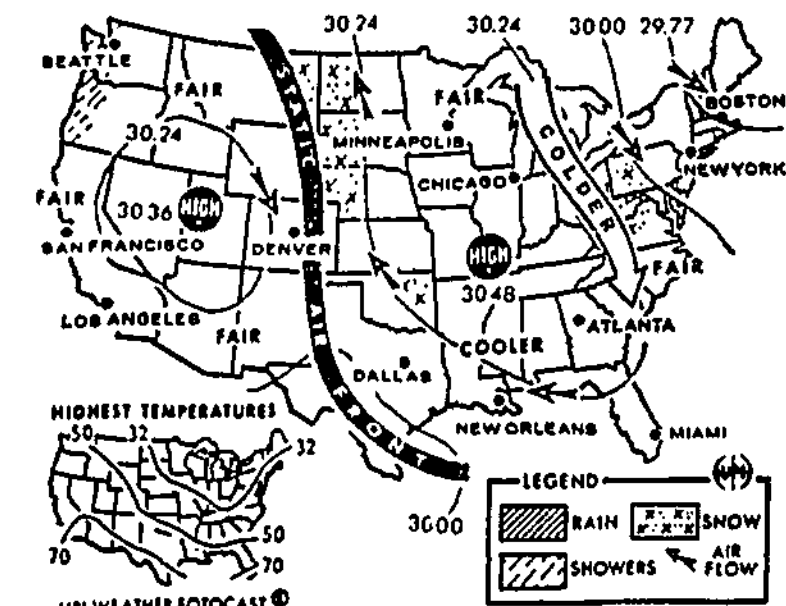 30.24 30.24 30.00 29.77
SEATTLE
FAIR
FAIR
BOSTON
30.24
MINNEAPOLIS
COLDER
NEW YORK
CHICAGO
FAIR
30.36 HIGH
SAN FRANCISCO
DENVER
HIGH
30.48
FAIR
LOS ANGELES
FAIR
ATLANTA
COOLER
DALLAS
STATIC AIR FRONT
NEW ORLEANS
MIAMI
30.00
HIGHEST TEMPERATURES
50 32 32
50
70 70
UPI WEATHER FOTOCAST ©
LEGEND
RAIN SNOW
SHOWERS AIR FLOW